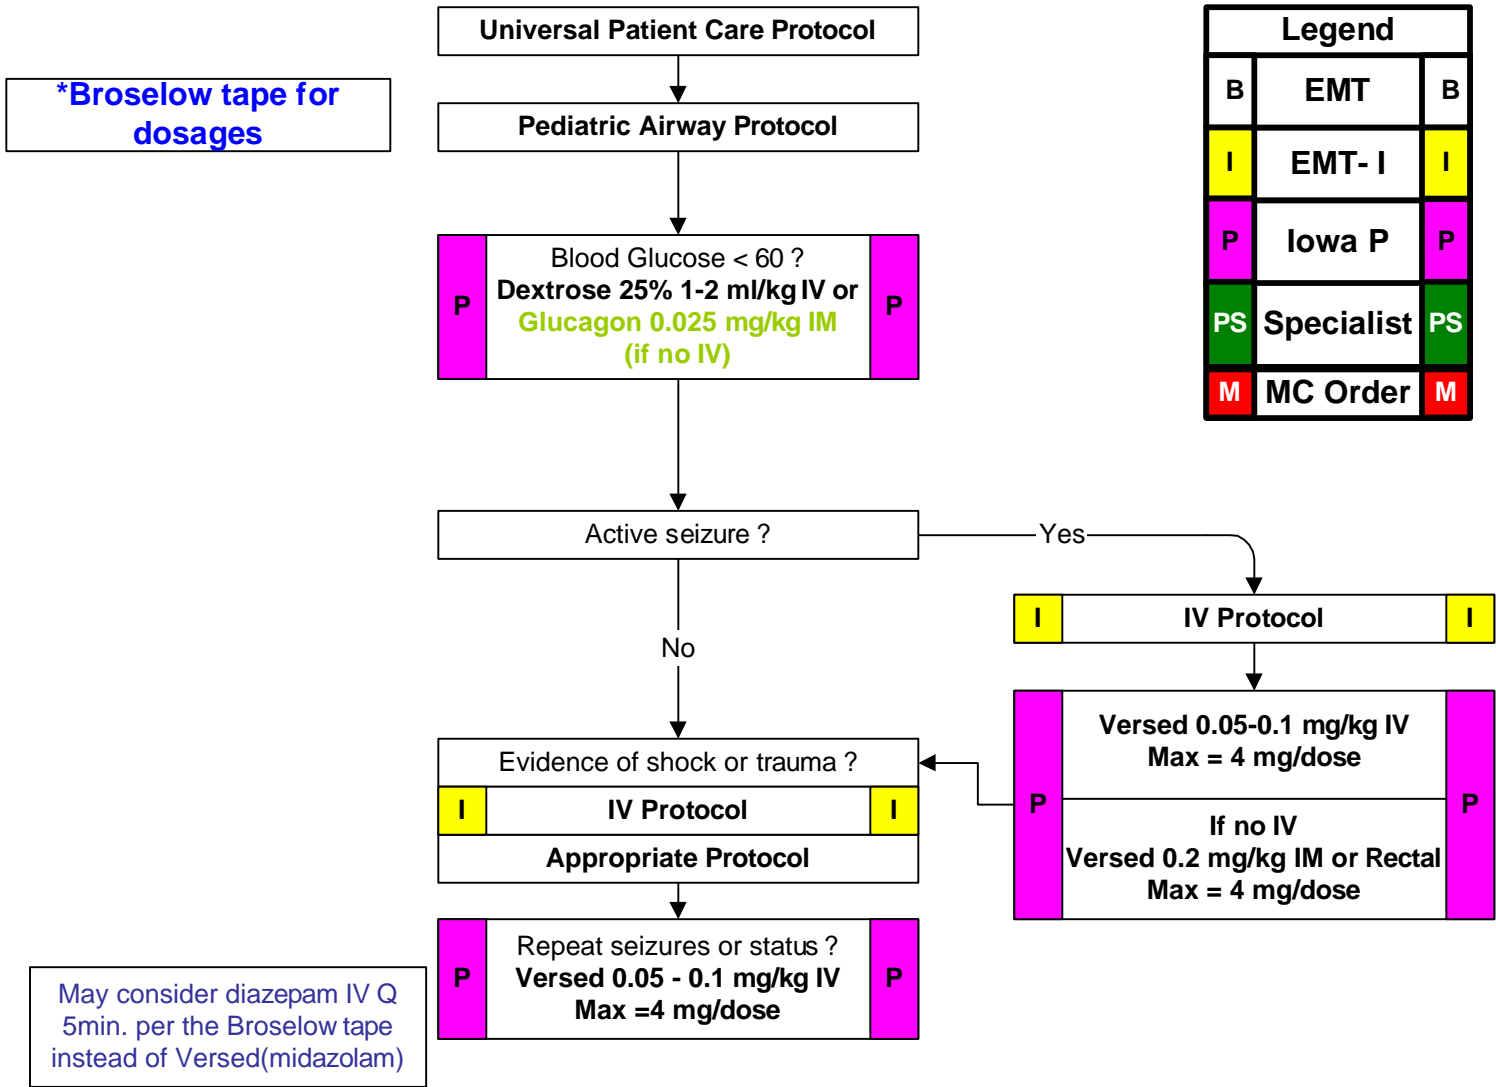 Universal Patient Care Protocol
*Broselow tape for
dosages
Pediatric Airway Protocol
Legend
B EMT B
I EMT- I I
P Iowa P P
PS Specialist PS
M MC Order M
P P
Blood Glucose < 60 ?
Dextrose 25% 1-2 ml/kg IV or
Glucagon 0.025 mg/kg IM
(if no IV)
Active seizure ?
Yes
No
I IV Protocol I
P P
Versed 0.05-0.1 mg/kg IV
Max = 4 mg/dose
If no IV
Versed 0.2 mg/kg IM or Rectal
Max = 4 mg/dose
Evidence of shock or trauma ?
I IV Protocol I
Appropriate Protocol
P P
Repeat seizures or status ?
Versed 0.05 - 0.1 mg/kg IV
Max =4 mg/dose
May consider diazepam IV Q
5min. per the Broselow tape
instead of Versed(midazolam)